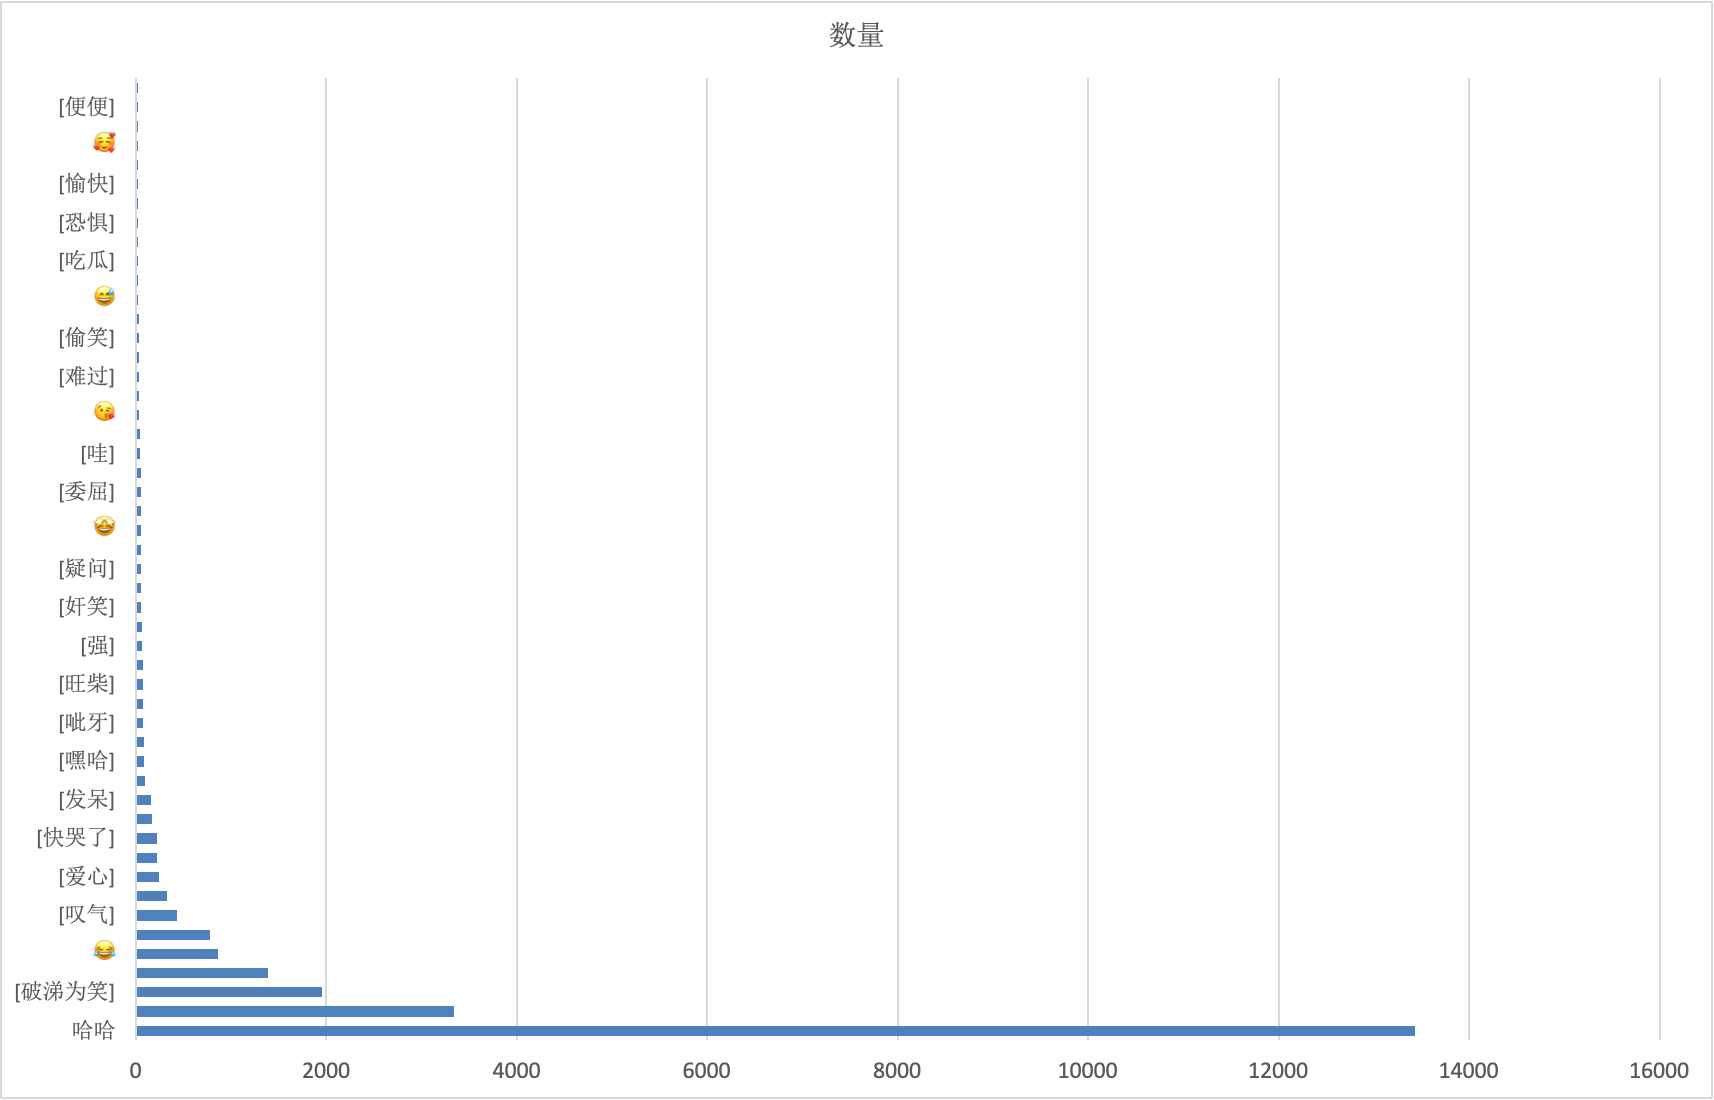 数量
[便便]
🥰
[愉快]
[恐惧]
[吃瓜]
😅
[偷笑]
[难过]
😘
[哇]
[委屈]
🤩
[疑问]
[奸笑]
[强]
[旺柴]
[呲牙]
[嘿哈]
[发呆]
[快哭了]
[爱心]
[叹气]
😂
[破涕为笑]
哈哈
0 2000 4000 6000 8000 10000 12000 14000 16000